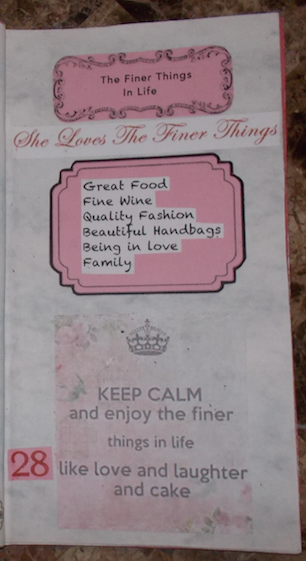 The Finer Things
In Life
She Loves The Finer Things
Great Food
Fine Wine
Quality Fashion
Beautiful Handbags
Being in love
Family
KEEP CALM
and enjoy the finer
things in life
28
like love and laughter
and cake